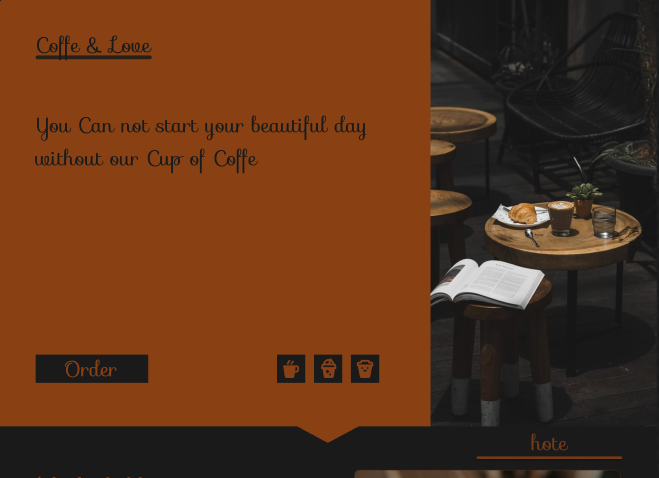 Coffe & Love
You Can not start your beautiful day
without our Cup of Coffe
Order
hote